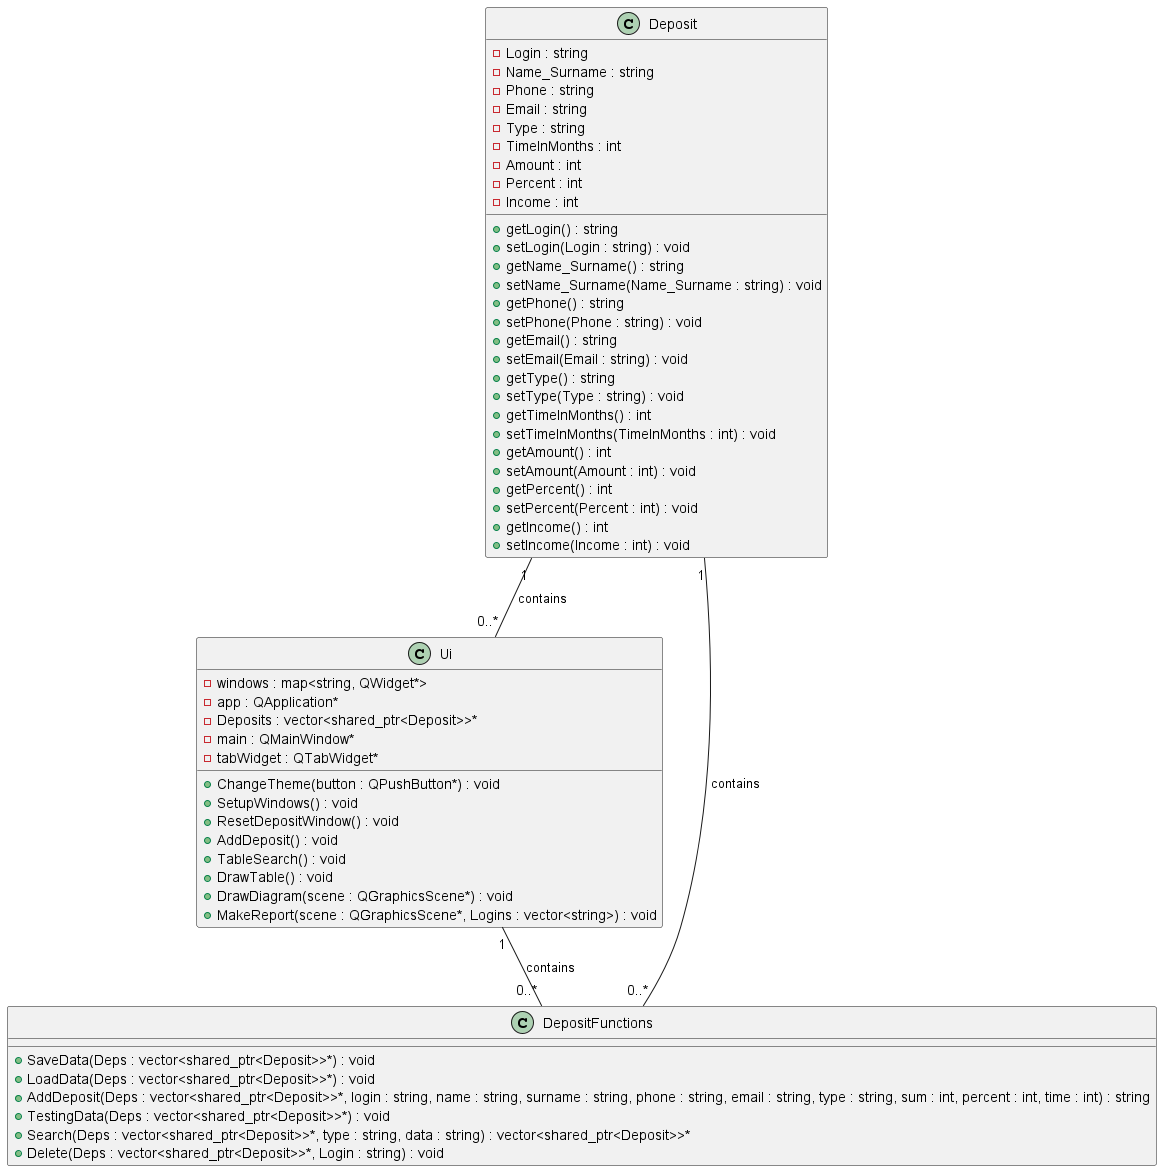 C Deposit
Login : string
Name_Surname : string
Phone : string
Email : string
Type : string
TimeInMonths : int
Amount : int
Percent : int
Income : int
getLogin() : string
setLogin(Login : string) : void
getName_Surname() : string
setName_Surname(Name_Surname : string) : void
getPhone() : string
setPhone(Phone : string) : void
getEmail() : string
setEmail(Email : string) : void
getType() : string
setType(Type : string) : void
getTimeInMonths() : int
setTimeInMonths(TimeInMonths : int) : void
getAmount() : int
setAmount(Amount : int) : void
getPercent() : int
setPercent(Percent : int) : void
getIncome() : int
setIncome(Income : int) : void
1
1
contains
0..*
C Ui
windows : map<string, QWidget*>
app : QApplication*
Deposits : vector<shared_ptr<Deposit>>*
main : QMainWindow*
tabWidget : QTabWidget*
ChangeTheme(button : QPushButton*) : void
SetupWindows() : void
ResetDepositWindow() : void
AddDeposit() : void
TableSearch() : void
DrawTable() : void
DrawDiagram(scene : QGraphicsScene*) : void
MakeReport(scene : QGraphicsScene*, Logins : vector<string>) : void
contains
1
contains
0..*
0..*
C DepositFunctions
SaveData(Deps : vector<shared_ptr<Deposit>>*) : void
LoadData(Deps : vector<shared_ptr<Deposit>>*) : void
AddDeposit(Deps : vector<shared_ptr<Deposit>>*, login : string, name : string, surname : string, phone : string, email : string, type : string, sum : int, percent : int, time : int) : string
TestingData(Deps : vector<shared_ptr<Deposit>>*) : void
Search(Deps : vector<shared_ptr<Deposit>>*, type : string, data : string) : vector<shared_ptr<Deposit>>*
Delete(Deps : vector<shared_ptr<Deposit>>*, Login : string) : void